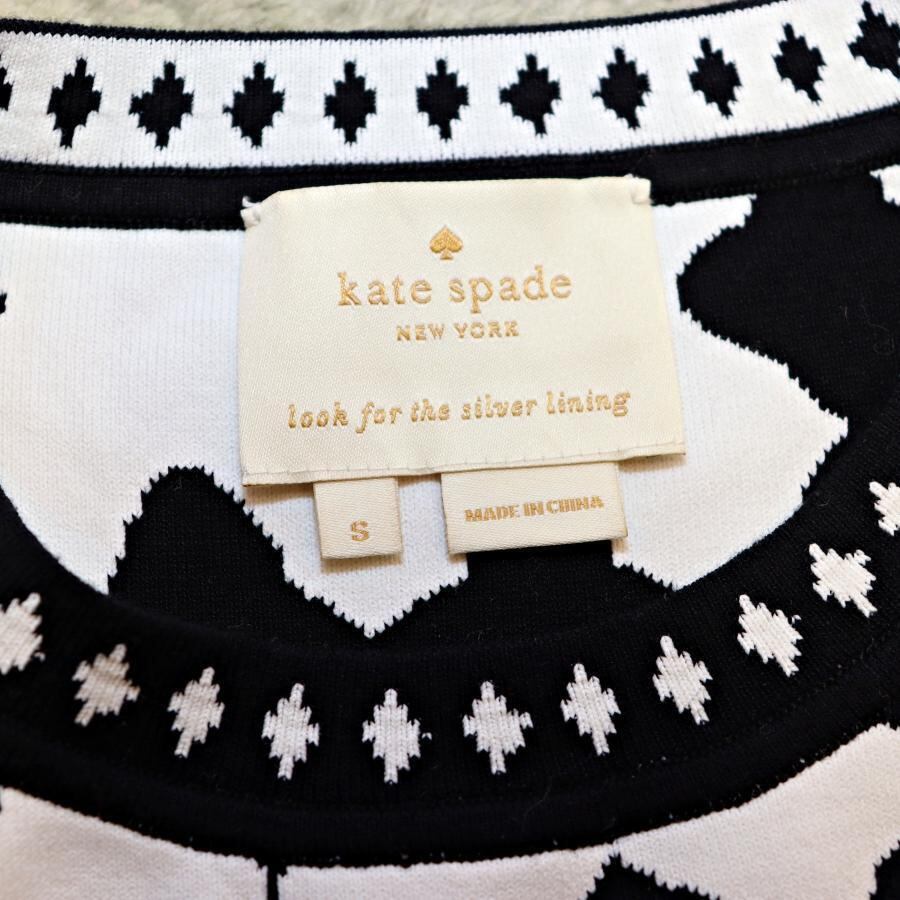 kate spade
NEW YORK
look for the silver lining
S
MADE IN CHINA